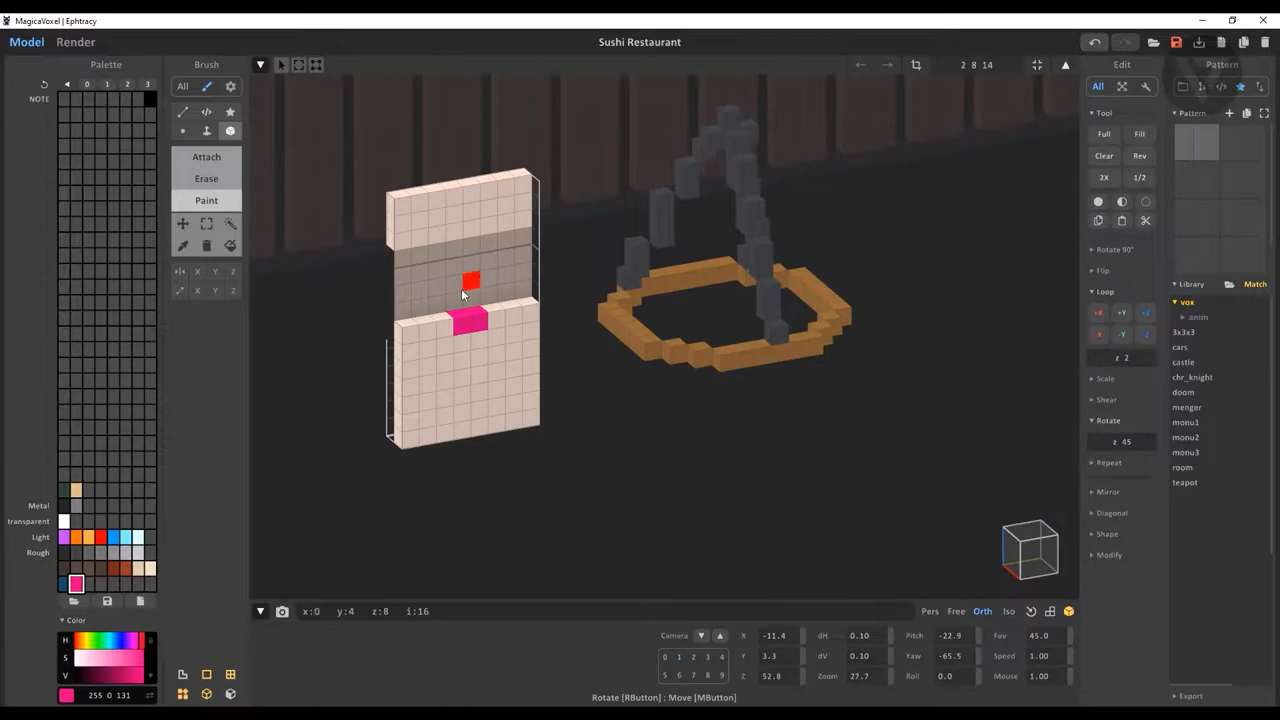 MagicaVoxel | Ephtracy
Model Render Sushi Restaurant
Palette Brush Edit Pattern
0 1 2 3 All 2 8 14 All
NOTE
Tool Pattern
Full Fill
Attach Clear Rev
Erase 2X 1/2
Paint
Rotate 90°
X Y Z Flip
X Y Z Loop Library Match
+X +Y +Z vox
-X -Y -Z anim
3x3x3
z 2 cars
castle
Scale chr_knight
Shear doom
Rotate menger
z 45 monu1
monu2
Repeat monu3
room
Mirror teapot
Metal
Diagonal
transparent
Shape
Light
Rough Modify
x:0 y:4 z:8 i:16 Pers Free Orth Iso
Color
H Camera X -11.4 dH 0.10 Pitch -22.9 Fov 45.0
S 0 1 2 3 4 Y 3.3 dV 0.10 Yaw -65.5 Speed 1.00
V 5 6 7 8 9 Z 52.8 Zoom 27.7 Roll 0.0 Mouse 1.00
255 0 131 Rotate [RButton] : Move [MButton] Export